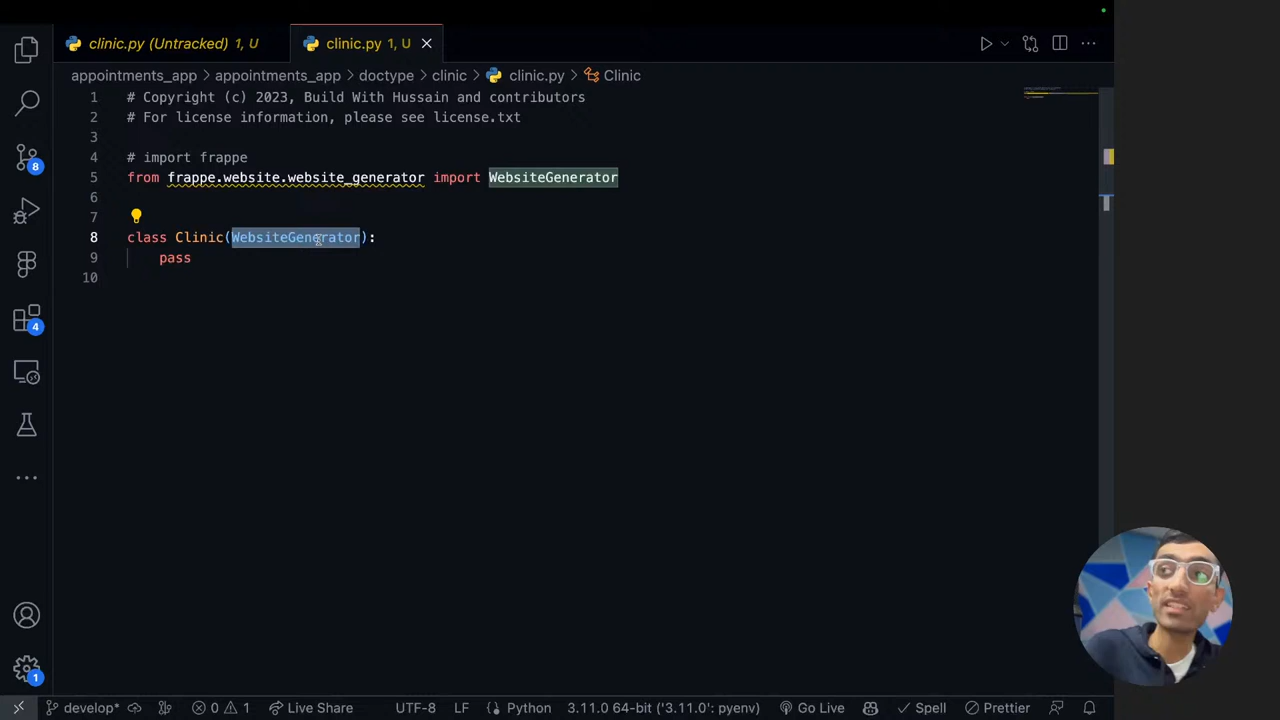 clinic.py (Untracked) 1, U
clinic.py 1, U
appointments_app > appointments_app > doctype > clinic > clinic.py > Clinic
1 # Copyright (c) 2023, Build With Hussain and contributors
2 # For license information, please see license.txt
3
4 # import frappe
5 from frappe.website.website_generator import WebsiteGenerator
6
7
8 class Clinic(WebsiteGenerator):
9 pass
10
8
4
1
develop* 0 1 Live Share UTF-8 LF Python 3.11.0 64-bit ('3.11.0': pyenv) Go Live Spell Prettier